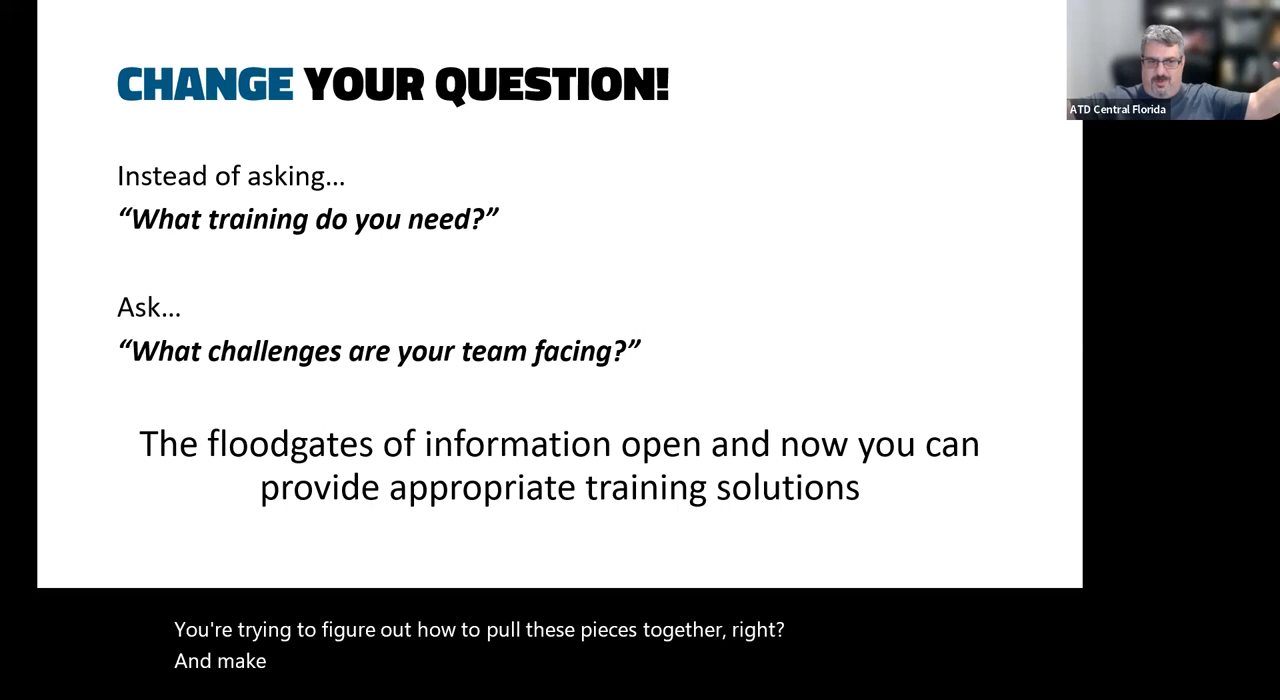 CHANGE YOUR QUESTION!
ATD Central Florida
Instead of asking...
“What training do you need?”
Ask...
“What challenges are your team facing?”
The floodgates of information open and now you can
provide appropriate training solutions
You're trying to figure out how to pull these pieces together, right?
And make